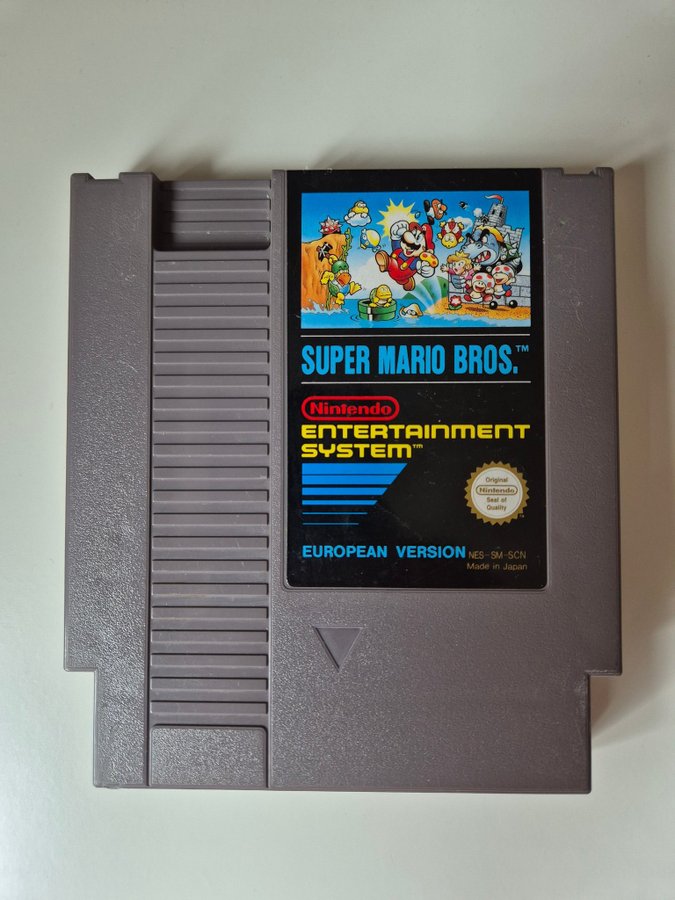 SUPER MARIO BROS.™
Nintendo
ENTERTAINMENT
SYSTEM™
Original
Nintendo
Seal of
Quality
TM
EUROPEAN VERSION NES-SM-SCN
Made in Japan